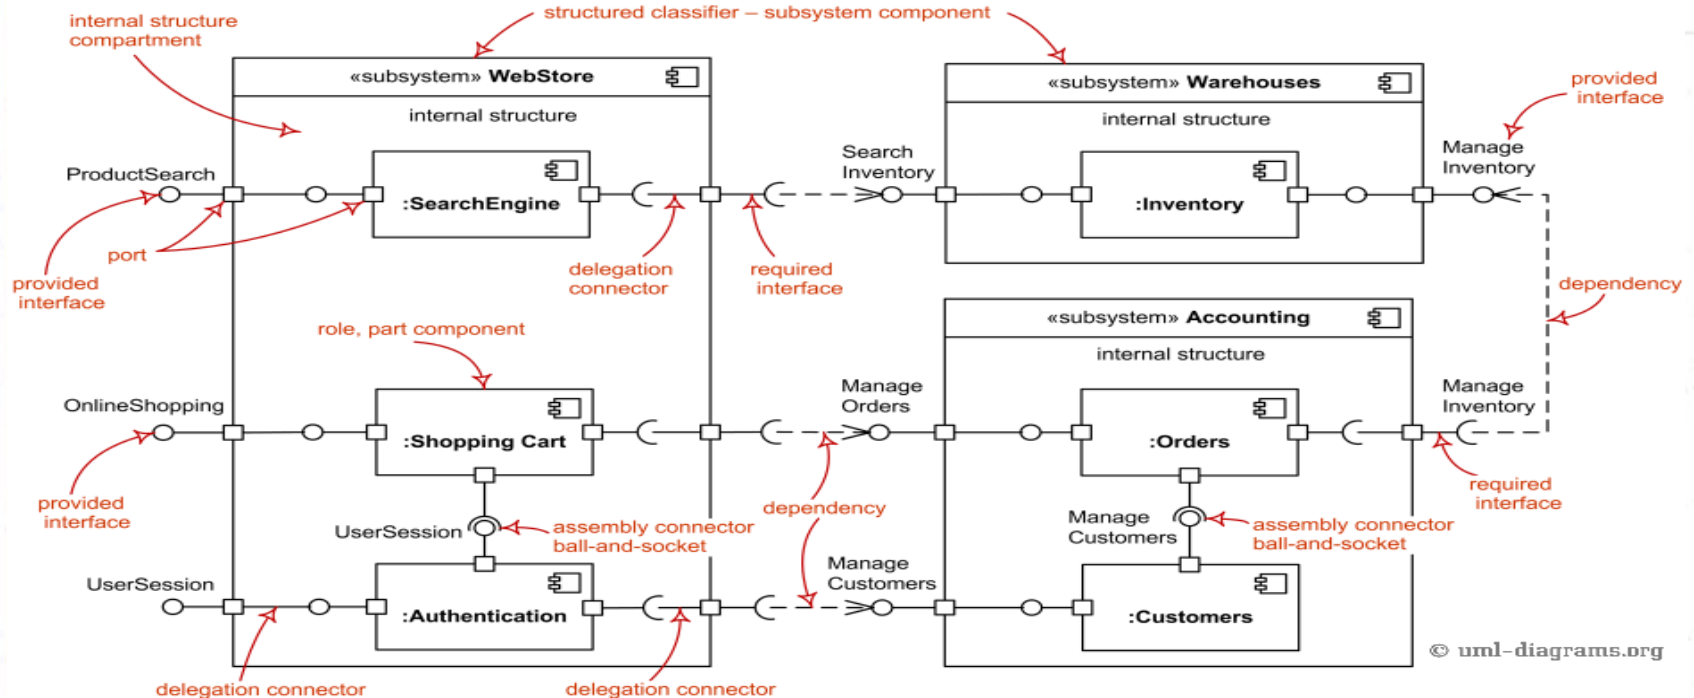 internal structure
compartment
structured classifier – subsystem component
«subsystem» WebStore
internal structure
«subsystem» Warehouses
internal structure
provided
interface
ProductSearch
:SearchEngine
Search
Inventory
:Inventory
Manage
Inventory
port
provided
interface
delegation
connector
required
interface
dependency
role, part component
«subsystem» Accounting
internal structure
OnlineShopping
:Shopping Cart
Manage
Orders
:Orders
Manage
Inventory
provided
interface
UserSession
assembly connector
ball-and-socket
dependency
Manage
Customers
assembly connector
ball-and-socket
required
interface
UserSession
:Authentication
Manage
Customers
:Customers
© uml-diagrams.org
delegation connector
delegation connector